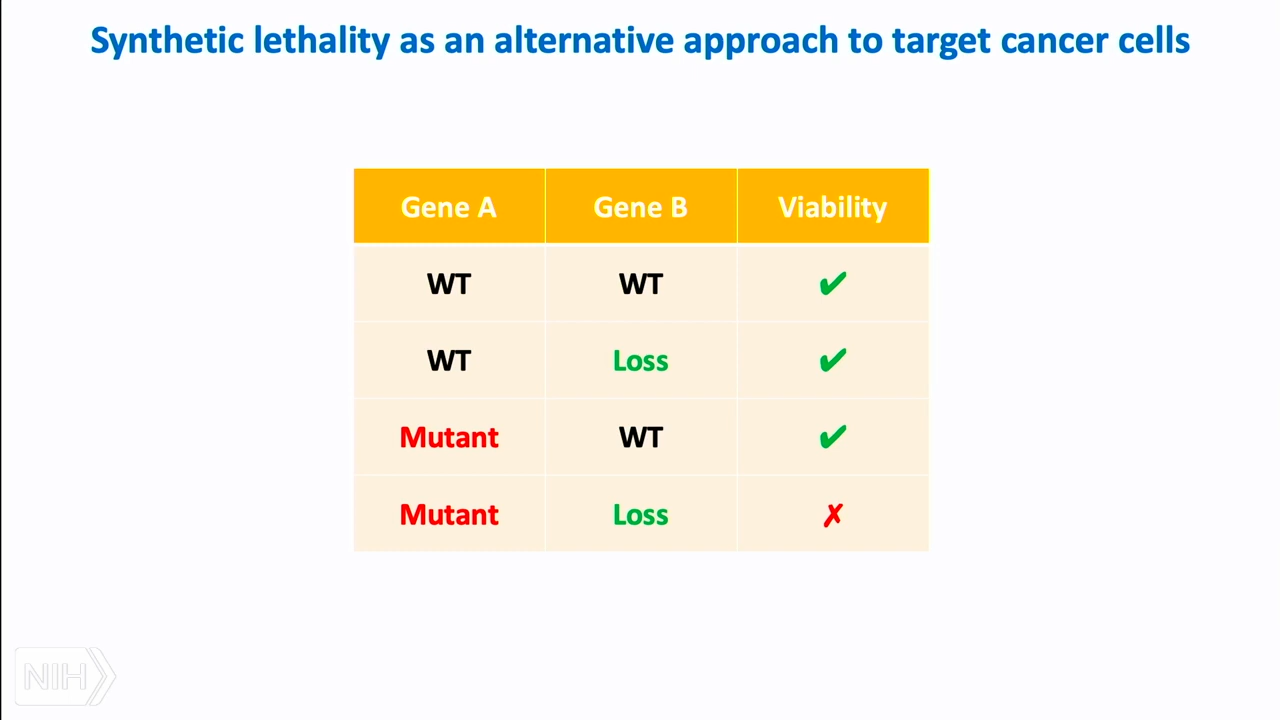 Synthetic lethality as an alternative approach to target cancer cells
Gene A Gene B Viability
WT WT ✔
WT Loss ✔
Mutant WT ✔
Mutant Loss ✗
NIH